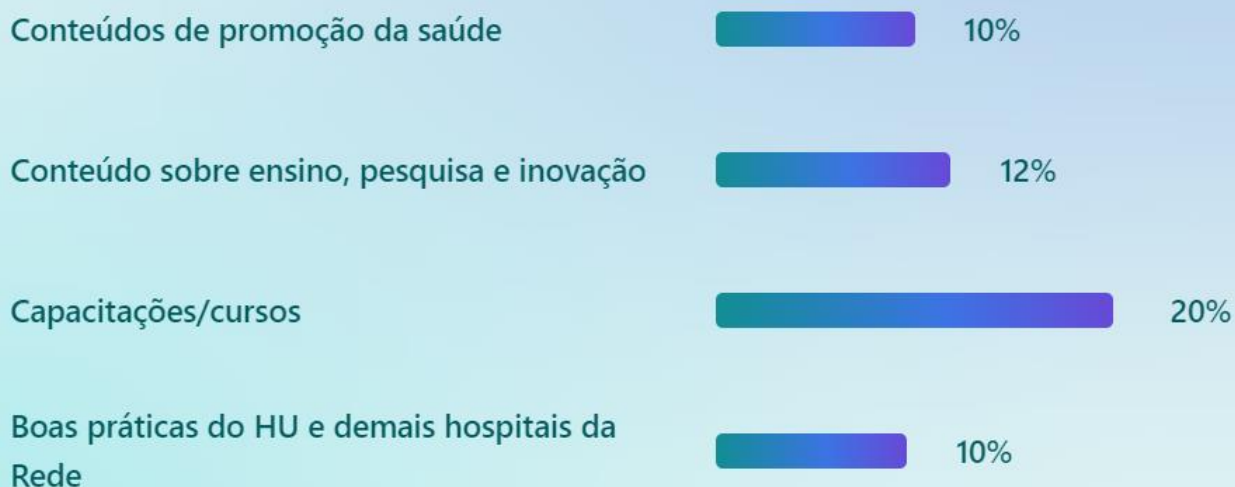 Conteúdos de promoção da saúde 10%
Conteúdo sobre ensino, pesquisa e inovação 12%
Capacitações/cursos 20%
Boas práticas do HU e demais hospitais da
Rede 10%